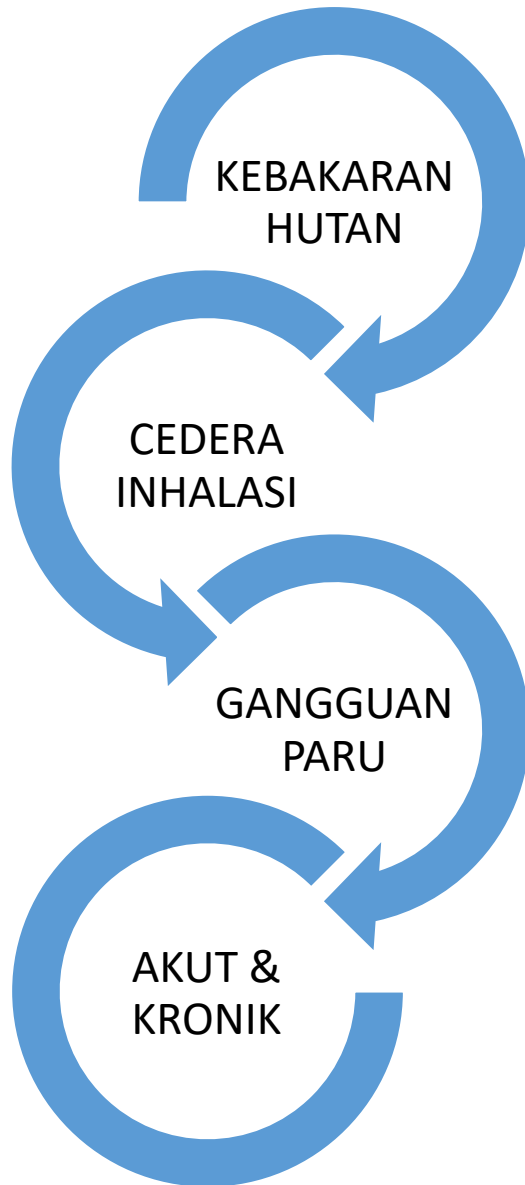 KEBAKARAN
HUTAN
CEDERA
INHALASI
GANGGUAN
PARU
AKUT &
KRONIK